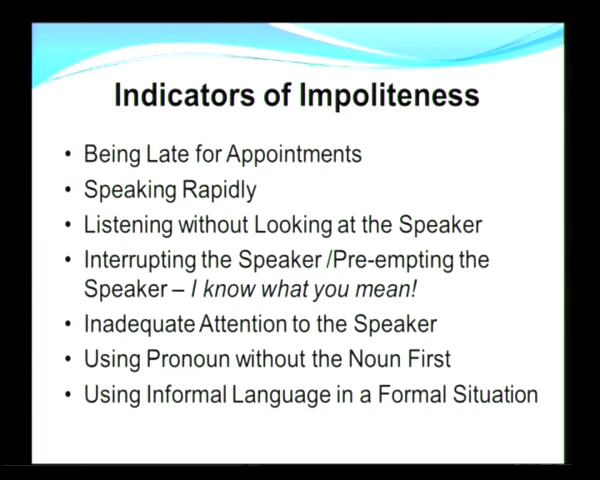 Indicators of Impoliteness
• Being Late for Appointments
• Speaking Rapidly
• Listening without Looking at the Speaker
• Interrupting the Speaker /Pre-empting the
Speaker – I know what you mean!
• Inadequate Attention to the Speaker
• Using Pronoun without the Noun First
• Using Informal Language in a Formal Situation